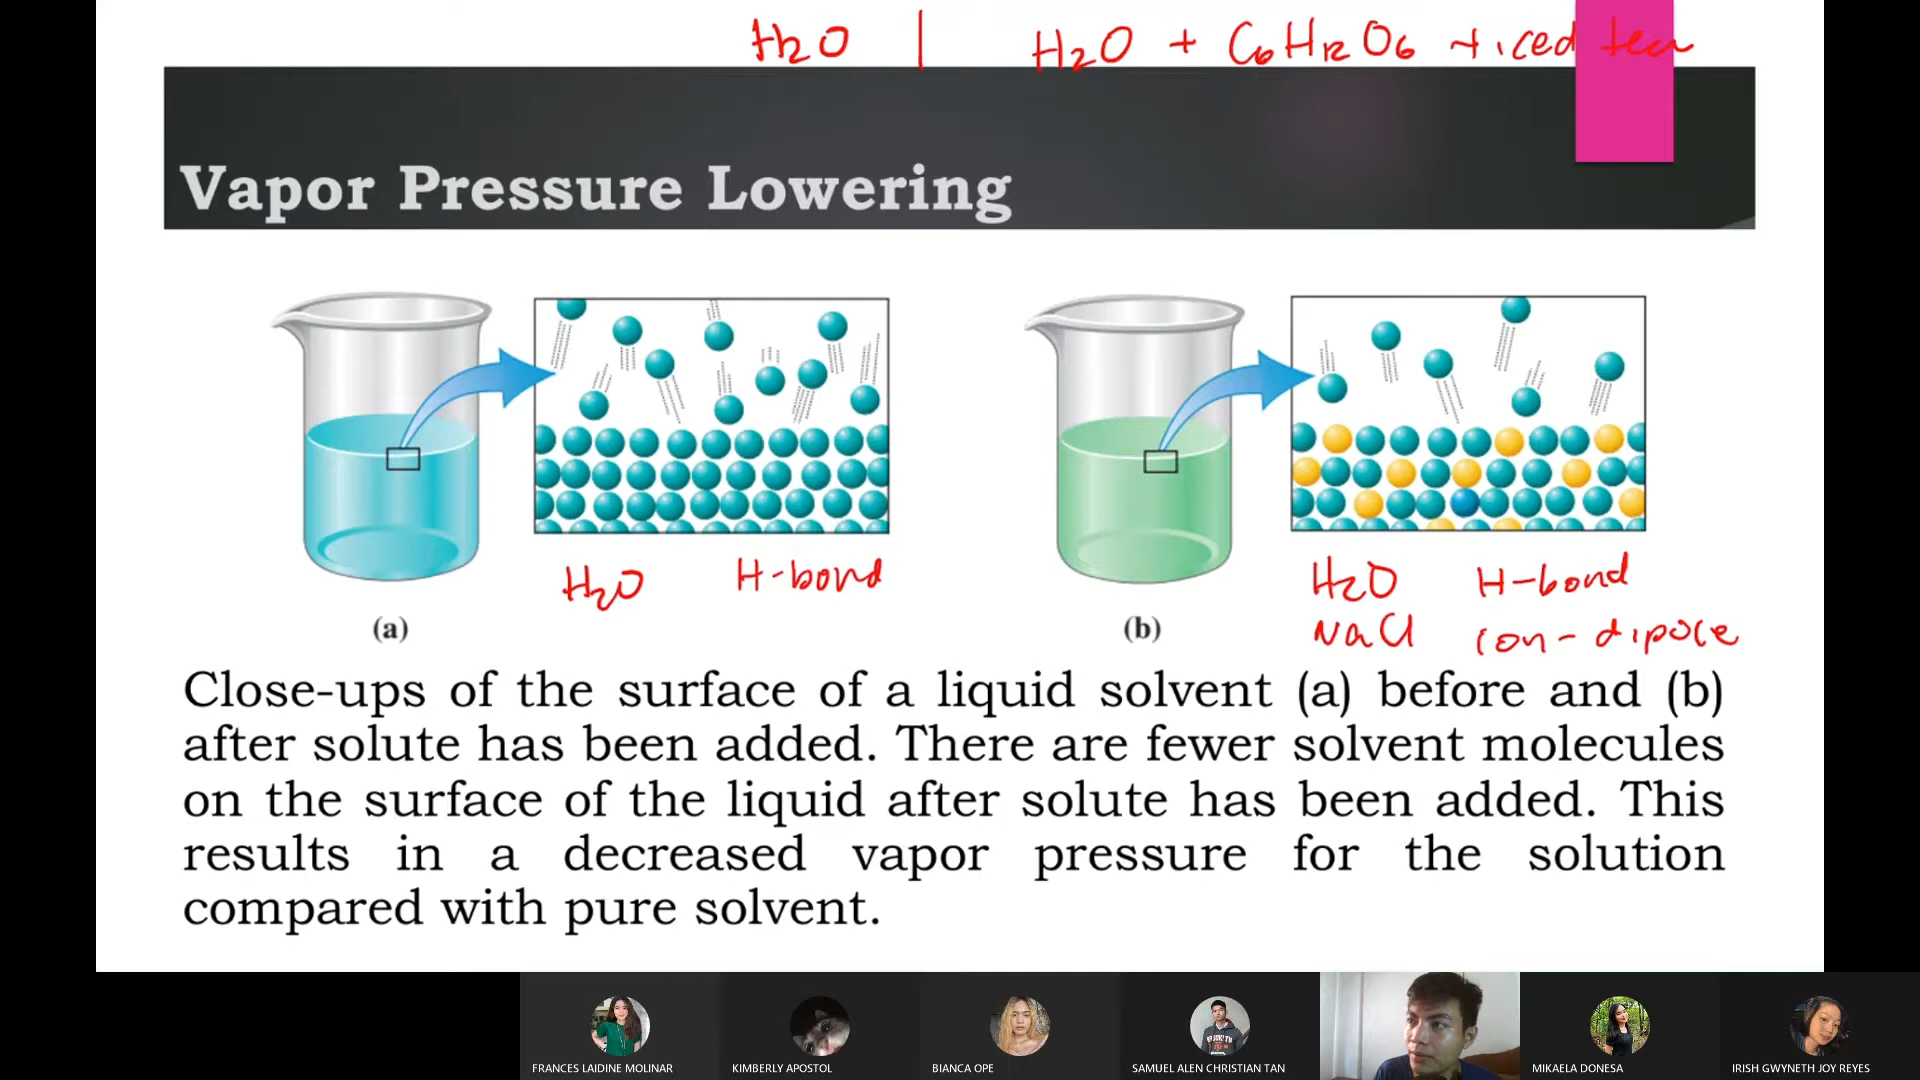 H2O | H2O + C6H12O6 + iced tea
Vapor Pressure Lowering
H2O H-bond
H2O H-bond
NaCl ion-dipole
(a) (b)
Close-ups of the surface of a liquid solvent (a) before and (b)
after solute has been added. There are fewer solvent molecules
on the surface of the liquid after solute has been added. This
results in a decreased vapor pressure for the solution
compared with pure solvent.
FRANCES LAIDINE MOLINAR
KIMBERLY APOSTOL
BIANCA OPE
SAMUEL ALEN CHRISTIAN TAN
MIKAELA DONESA
IRISH GWYNETH JOY REYES